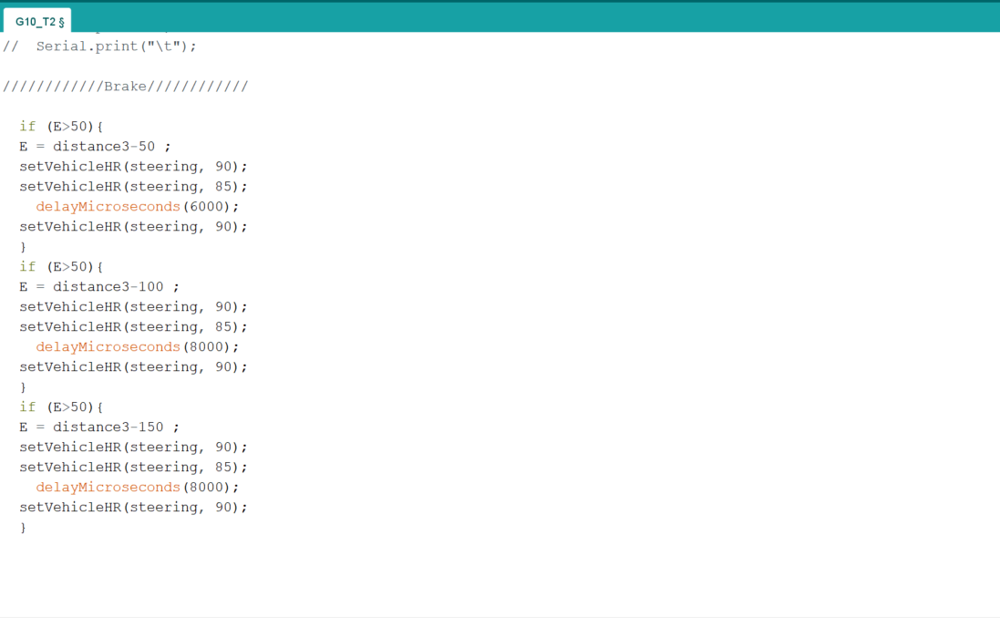 G10_T2 §
//  Serial.print("\t");
////////////Brake////////////
if (E>50){
E = distance3-50 ;
setVehicleHR(steering, 90);
setVehicleHR(steering, 85);
delayMicroseconds(6000);
setVehicleHR(steering, 90);
}
if (E>50){
E = distance3-100 ;
setVehicleHR(steering, 90);
setVehicleHR(steering, 85);
delayMicroseconds(8000);
setVehicleHR(steering, 90);
}
if (E>50){
E = distance3-150 ;
setVehicleHR(steering, 90);
setVehicleHR(steering, 85);
delayMicroseconds(8000);
setVehicleHR(steering, 90);
}